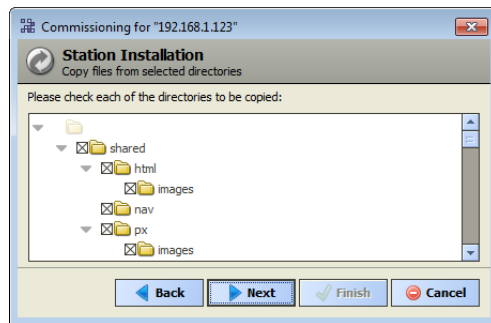 Commissioning for "192.168.1.123"
Station Installation
Copy files from selected directories
Please check each of the directories to be copied:
shared
html
images
nav
px
images
Back Next Finish Cancel